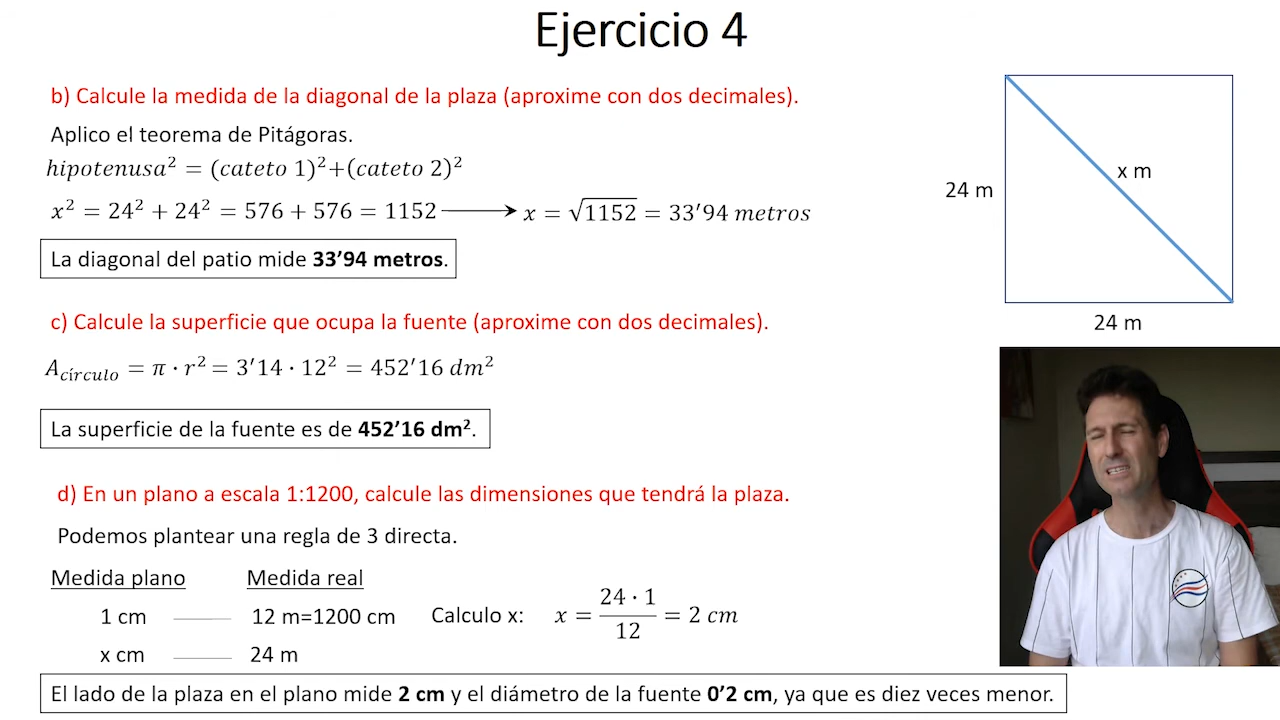 Ejercicio 4
b) Calcule la medida de la diagonal de la plaza (aproxime con dos decimales).
Aplico el teorema de Pitágoras.
hipotenusa² = (cateto 1)²+(cateto 2)²
x² = 24² + 24² = 576 + 576 = 1152 ⟶ x = √1152 = 33′94 metros
La diagonal del patio mide 33’94 metros.
24 m
x m
24 m
c) Calcule la superficie que ocupa la fuente (aproxime con dos decimales).
A_círculo = π · r² = 3′14 · 12² = 452′16 dm²
La superficie de la fuente es de 452’16 dm².
d) En un plano a escala 1:1200, calcule las dimensiones que tendrá la plaza.
Podemos plantear una regla de 3 directa.
Medida plano Medida real
1 cm —— 12 m=1200 cm
x cm —— 24 m
Calculo x: x = 24 · 1 / 12 = 2 cm
El lado de la plaza en el plano mide 2 cm y el diámetro de la fuente 0’2 cm, ya que es diez veces menor.